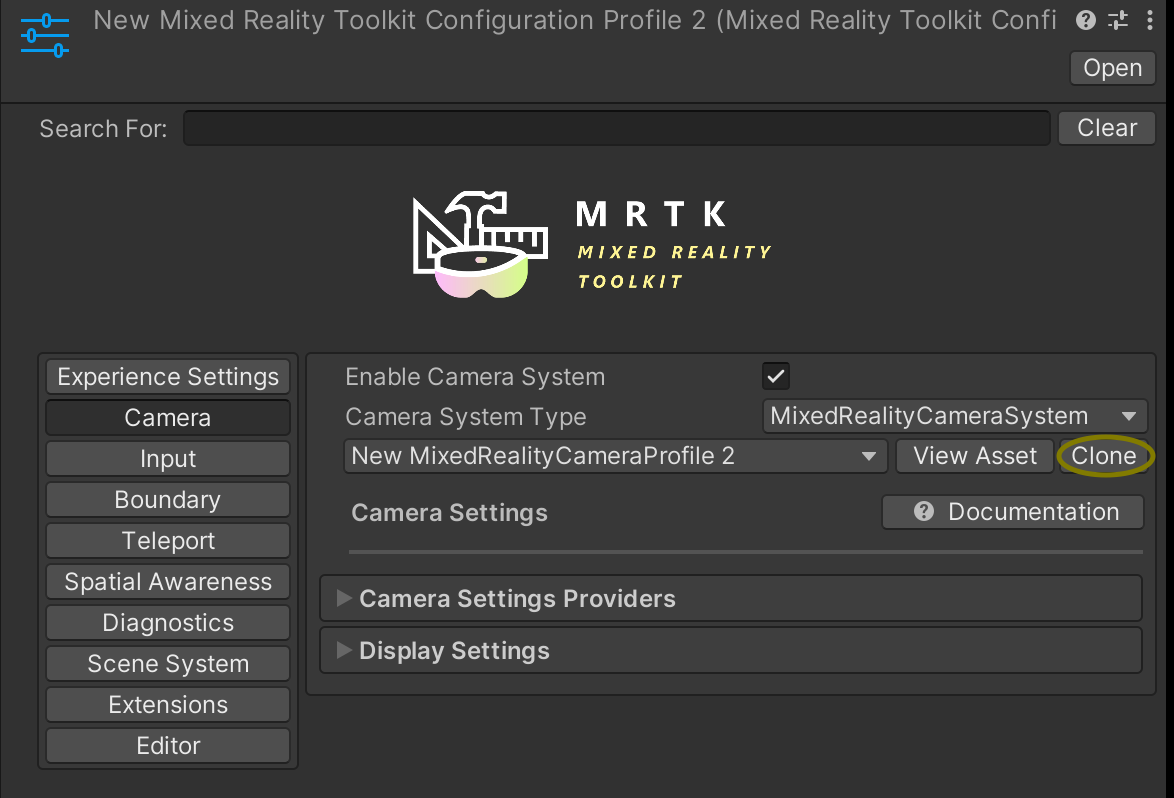 New Mixed Reality Toolkit Configuration Profile 2 (Mixed Reality Toolkit Confi
Open
Search For:
Clear
MRTK
MIXED REALITY
TOOLKIT
Experience Settings
Camera
Input
Boundary
Teleport
Spatial Awareness
Diagnostics
Scene System
Extensions
Editor
Enable Camera System
Camera System Type
MixedRealityCameraSystem
New MixedRealityCameraProfile 2
View Asset
Clone
Camera Settings
Documentation
Camera Settings Providers
Display Settings